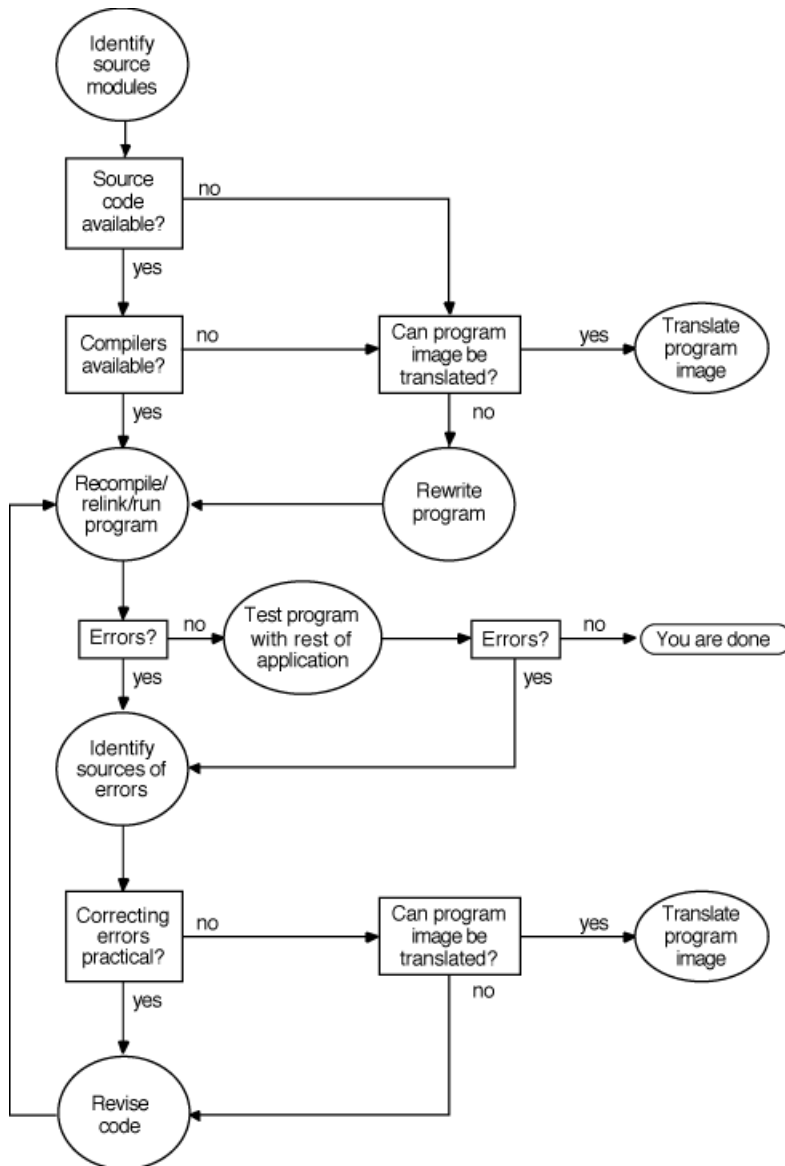 Identify
source
modules
Source
code
available?
no
yes
Compilers
available?
no
Can program
image be
translated?
yes
Translate
program
image
yes
no
Recompile/
relink/run
program
Rewrite
program
Errors?
no
Test program
with rest of
application
Errors?
no
You are done
yes
yes
Identify
sources of
errors
Correcting
errors
practical?
no
Can program
image be
translated?
yes
Translate
program
image
yes
no
Revise
code